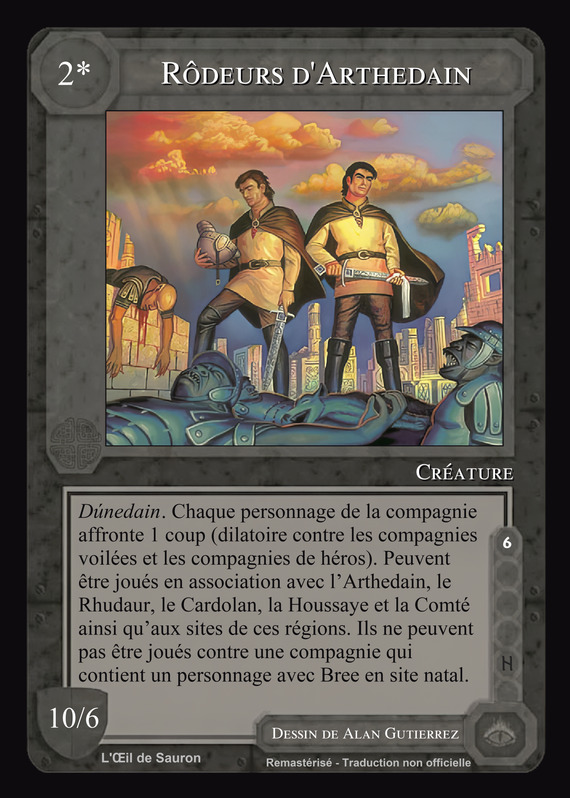 2*
RÔDEURS D'ARTHEDAIN
CRÉATURE
Dúnedain. Chaque personnage de la compagnie
affronte 1 coup (dilatoire contre les compagnies
voilées et les compagnies de héros). Peuvent
être joués en association avec l'Arthedain, le
Rhudaur, le Cardolan, la Houssaye et la Comté
ainsi qu'aux sites de ces régions. Ils ne peuvent
pas être joués contre une compagnie qui
contient un personnage avec Bree en site natal.
6
10/6
DESSIN DE ALAN GUTIERREZ
L'Œil de Sauron
Remastérisé - Traduction non officielle